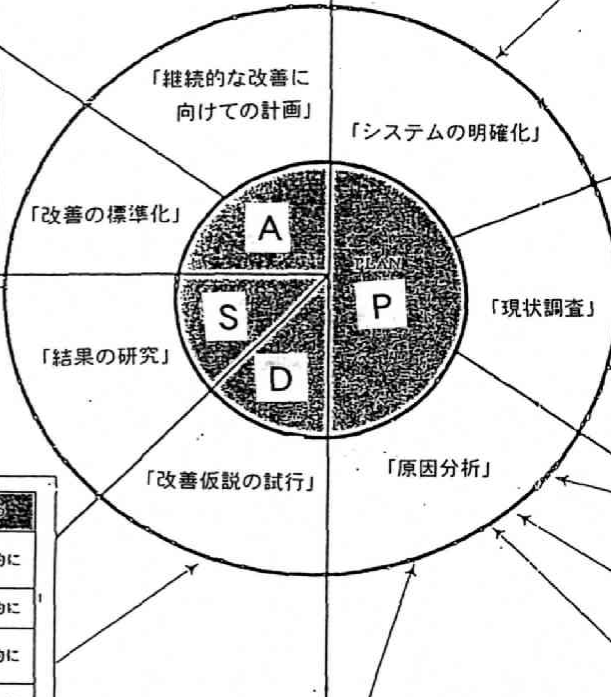 「継続的な改善に
向けての計画」
「システムの明確化」
「改善の標準化」
A
PLAN
P
S
「現状調査」
「結果の研究」
D
「改善仮説の試行」
「原因分析」
的に
的に
的に